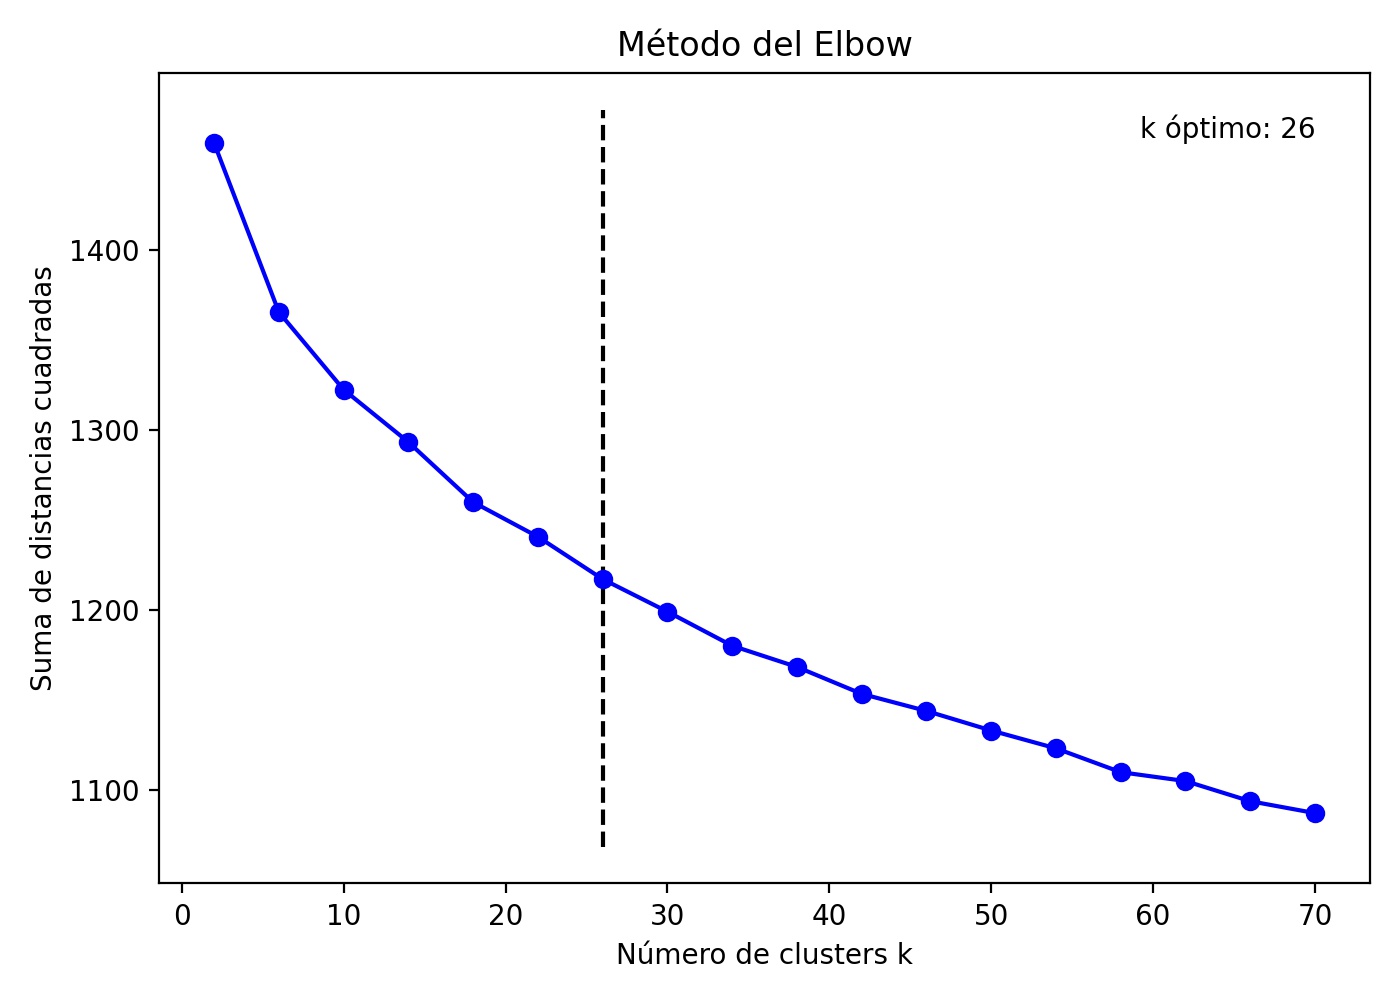 Método del Elbow
k óptimo: 26
Suma de distancias cuadradas
1400
1300
1200
1100
0 10 20 30 40 50 60 70
Número de clusters k